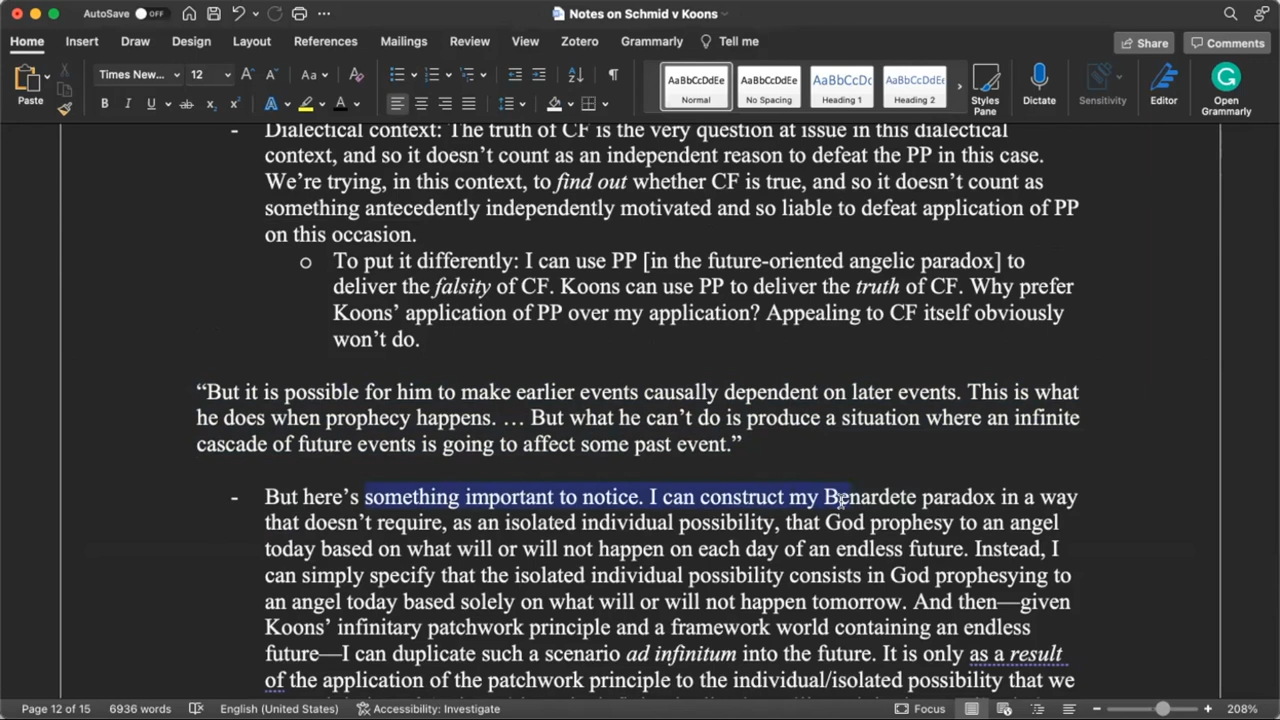 AutoSave OFF
Notes on Schmid v Koons
Home Insert Draw Design Layout References Mailings Review View Zotero Grammarly Tell me Share Comments
Paste
Times New... 12
AaBbCcDdEe AaBbCcDdEe AaBbCcDc AaBbCcDdEe
Normal No Spacing Heading 1 Heading 2
Styles Pane
Dictate
Sensitivity
Editor
Open Grammarly
- Dialectical context: The truth of CF is the very question at issue in this dialectical
context, and so it doesn’t count as an independent reason to defeat the PP in this case.
We’re trying, in this context, to find out whether CF is true, and so it doesn’t count as
something antecedently independently motivated and so liable to defeat application of PP
on this occasion.
o To put it differently: I can use PP [in the future-oriented angelic paradox] to
deliver the falsity of CF. Koons can use PP to deliver the truth of CF. Why prefer
Koons’ application of PP over my application? Appealing to CF itself obviously
won’t do.
“But it is possible for him to make earlier events causally dependent on later events. This is what
he does when prophecy happens. … But what he can’t do is produce a situation where an infinite
cascade of future events is going to affect some past event.”
- But here’s something important to notice. I can construct my Benardete paradox in a way
that doesn’t require, as an isolated individual possibility, that God prophesy to an angel
today based on what will or will not happen on each day of an endless future. Instead, I
can simply specify that the isolated individual possibility consists in God prophesying to
an angel today based solely on what will or will not happen tomorrow. And then—given
Koons’ infinitary patchwork principle and a framework world containing an endless
future—I can duplicate such a scenario ad infinitum into the future. It is only as a result
of the application of the patchwork principle to the individual/isolated possibility that we
Page 12 of 15 6936 words English (United States) Accessibility: Investigate Focus 208%